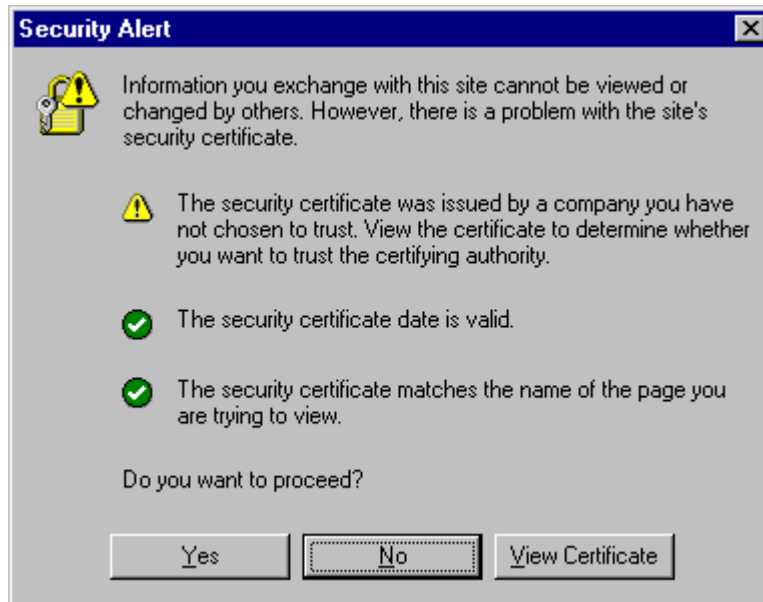 Security Alert
Information you exchange with this site cannot be viewed or
changed by others. However, there is a problem with the site's
security certificate.
The security certificate was issued by a company you have
not chosen to trust. View the certificate to determine whether
you want to trust the certifying authority.
The security certificate date is valid.
The security certificate matches the name of the page you
are trying to view.
Do you want to proceed?
Yes No View Certificate